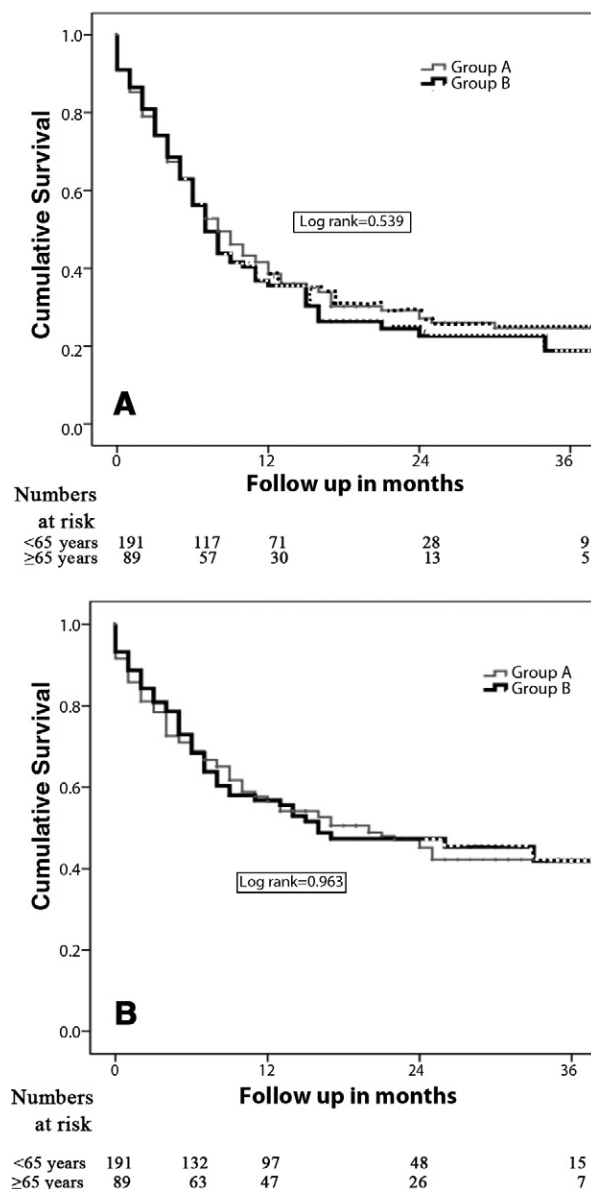 1.0
Group A
Group B
0.8
0.6
Log rank=0.539
0.4
0.2
0.0
Cumulative Survival
A
0 12 24 36
Follow up in months
Numbers
at risk
<65 years 191 117 71 28 9
≥65 years 89 57 30 13 5
1.0
Group A
Group B
0.8
0.6
0.4
Log rank=0.963
0.2
0.0
Cumulative Survival
B
0 12 24 36
Follow up in months
Numbers
at risk
<65 years 191 132 97 48 15
≥65 years 89 63 47 26 7